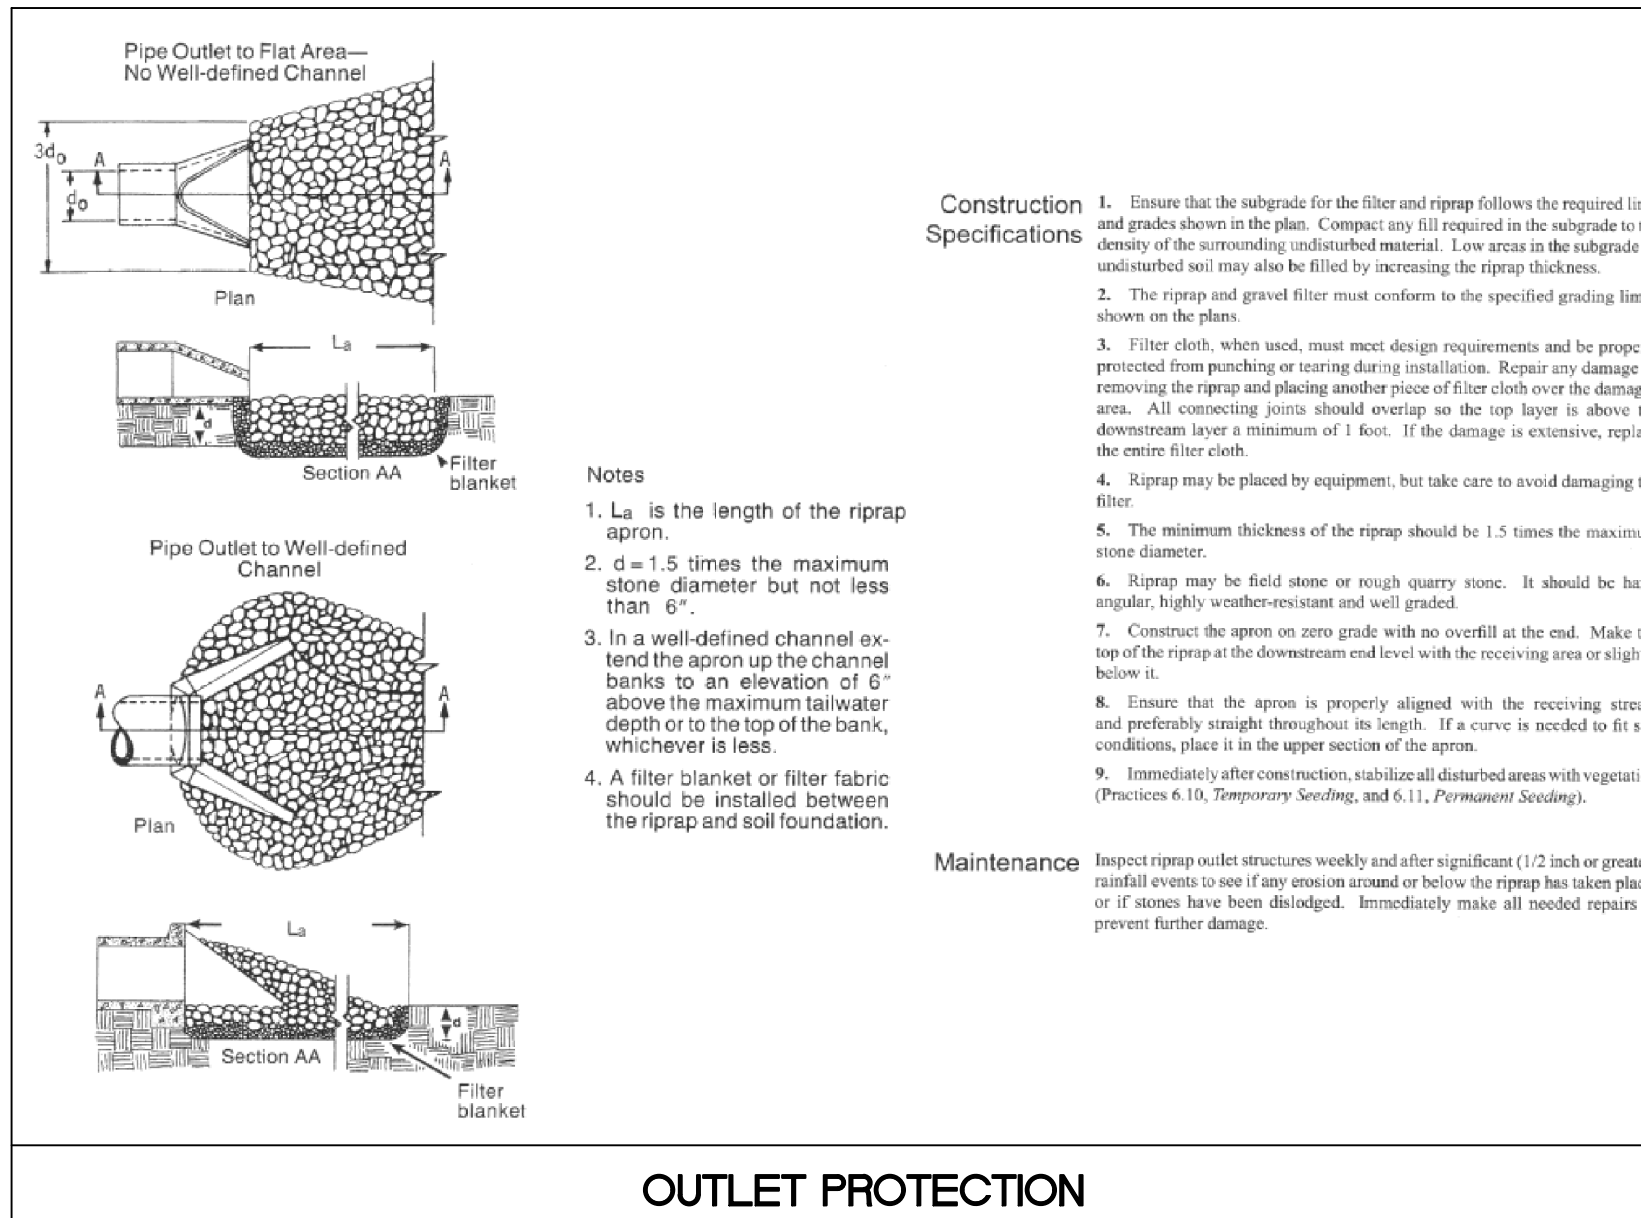 Pipe Outlet to Flat Area—
No Well-defined Channel
3do
A
A
do
Plan
La
d
Section AA
Filter
blanket
Pipe Outlet to Well-defined
Channel
A
A
Plan
La
d
Section AA
Filter
blanket
Notes
1. La is the length of the riprap
apron.
2. d = 1.5 times the maximum
stone diameter but not less
than 6″.
3. In a well-defined channel ex-
tend the apron up the channel
banks to an elevation of 6″
above the maximum tailwater
depth or to the top of the bank,
whichever is less.
4. A filter blanket or filter fabric
should be installed between
the riprap and soil foundation.
Construction
Specifications
1. Ensure that the subgrade for the filter and riprap follows the required
and grades shown in the plan. Compact any fill required in the subgrade to
density of the surrounding undisturbed material. Low areas in the subgrade
undisturbed soil may also be filled by increasing the riprap thickness.
2. The riprap and gravel filter must conform to the specified grading
shown on the plans.
3. Filter cloth, when used, must meet design requirements and be
protected from punching or tearing during installation. Repair any damage
removing the riprap and placing another piece of filter cloth over the
area. All connecting joints should overlap so the top layer is above
downstream layer a minimum of 1 foot. If the damage is extensive,
the entire filter cloth.
4. Riprap may be placed by equipment, but take care to avoid damaging
filter.
5. The minimum thickness of the riprap should be 1.5 times the
stone diameter.
6. Riprap may be field stone or rough quarry stone. It should be
angular, highly weather-resistant and well graded.
7. Construct the apron on zero grade with no overfill at the end. Make
top of the riprap at the downstream end level with the receiving area or
below it.
8. Ensure that the apron is properly aligned with the receiving
and preferably straight throughout its length. If a curve is needed to fit
conditions, place it in the upper section of the apron.
9. Immediately after construction, stabilize all disturbed areas with
(Practices 6.10, Temporary Seeding, and 6.11, Permanent Seeding).
Maintenance
Inspect riprap outlet structures weekly and after significant (1/2 inch or
rainfall events to see if any erosion around or below the riprap has taken
or if stones have been dislodged. Immediately make all needed repairs
prevent further damage.
OUTLET PROTECTION